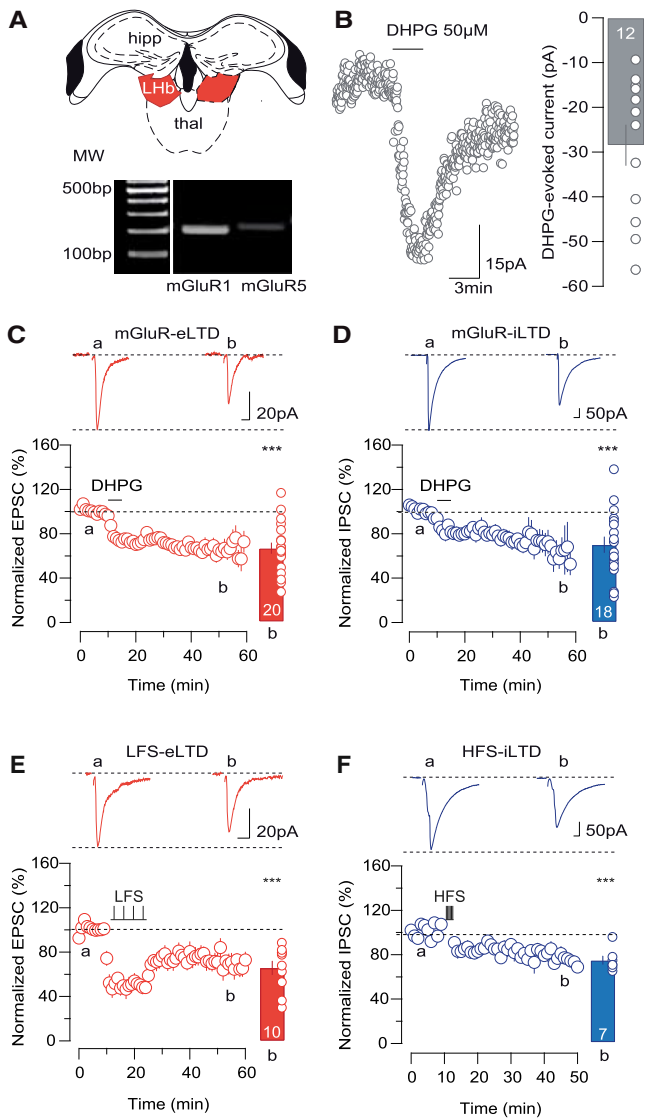 A
hipp
LHb
thal
MW
500bp
100bp
mGluR1 mGluR5
B
DHPG 50µM
15pA
3min
DHPG-evoked current (pA)
0
-10
-20
-30
-40
-50
-60
12
C
mGluR-eLTD
a b
20pA
Normalized EPSC (%)
160
120
80
40
0
***
DHPG
a
b
20
b
0 20 40 60
Time (min)
D
mGluR-iLTD
a b
50pA
Normalized IPSC (%)
160
120
80
40
0
***
DHPG
a
b
18
b
0 20 40 60
Time (min)
E
LFS-eLTD
a b
20pA
Normalized EPSC (%)
160
120
80
40
0
***
LFS
a
b
10
b
0 20 40 60
Time (min)
F
HFS-iLTD
a b
50pA
Normalized IPSC (%)
160
120
80
40
0
***
HFS
a
b
7
b
0 10 20 30 40 50
Time (min)